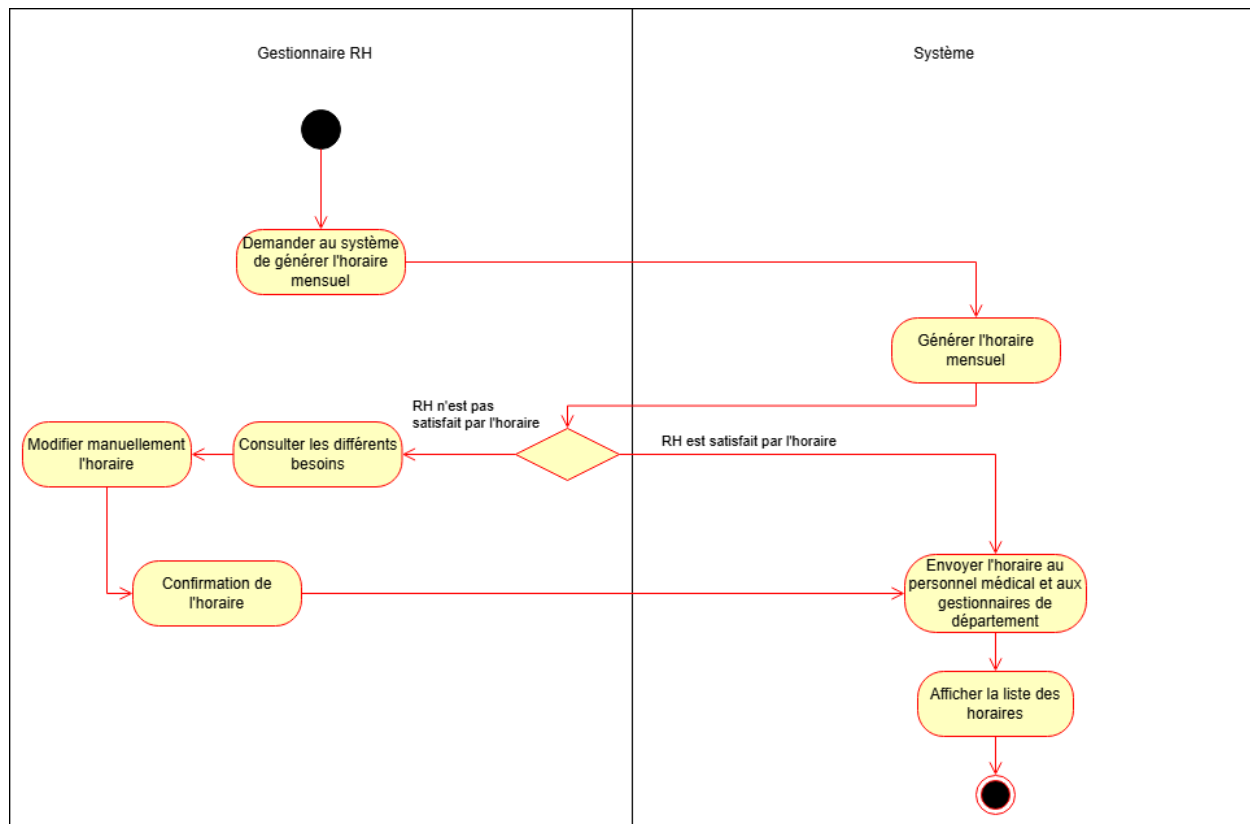 Gestionnaire RH
Système
Demander au système
de générer l'horaire
mensuel
Générer l'horaire
mensuel
RH n'est pas
satisfait par l'horaire
RH est satisfait par l'horaire
Modifier manuellement
l'horaire
Consulter les différents
besoins
Confirmation de
l'horaire
Envoyer l'horaire au
personnel médical et aux
gestionnaires de
département
Afficher la liste des
horaires